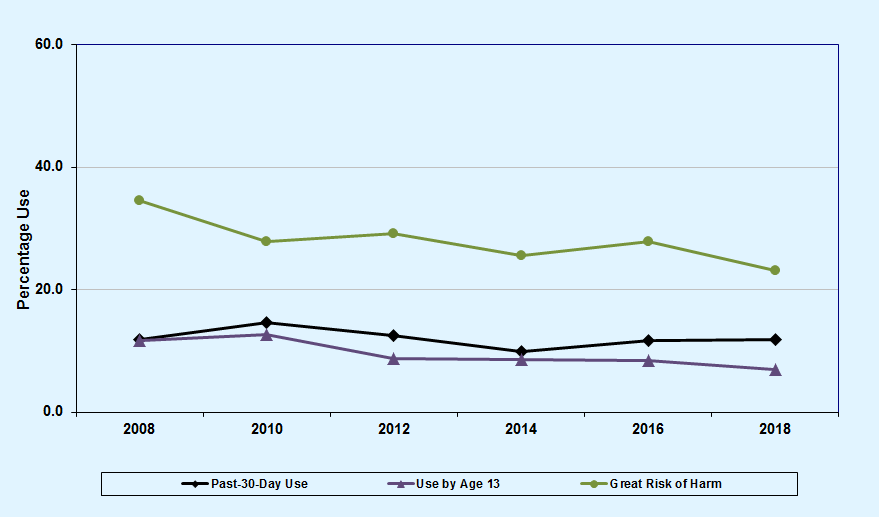 60.0
40.0
20.0
0.0
Percentage Use
2008 2010 2012 2014 2016 2018
Past-30-Day Use Use by Age 13 Great Risk of Harm